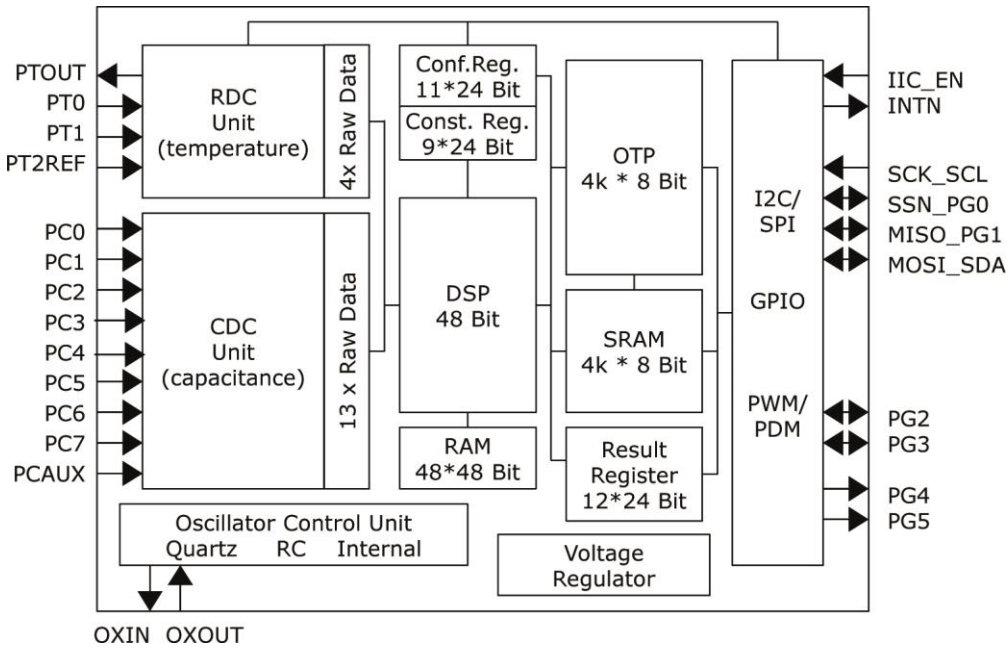 PTOUT
PT0
PT1
PT2REF
PC0
PC1
PC2
PC3
PC4
PC5
PC6
PC7
PCAUX
RDC
Unit
(temperature)
4x Raw Data
CDC
Unit
(capacitance)
13 x Raw Data
Conf.Reg.
11*24 Bit
Const. Reg.
9*24 Bit
DSP
48 Bit
RAM
48*48 Bit
OTP
4k * 8 Bit
SRAM
4k * 8 Bit
Result
Register
12*24 Bit
I2C/
SPI
GPIO
PWM/
PDM
IIC_EN
INTN
SCK_SCL
SSN_PG0
MISO_PG1
MOSI_SDA
PG2
PG3
PG4
PG5
Oscillator Control Unit
Quartz RC Internal
Voltage
Regulator
OXIN OXOUT